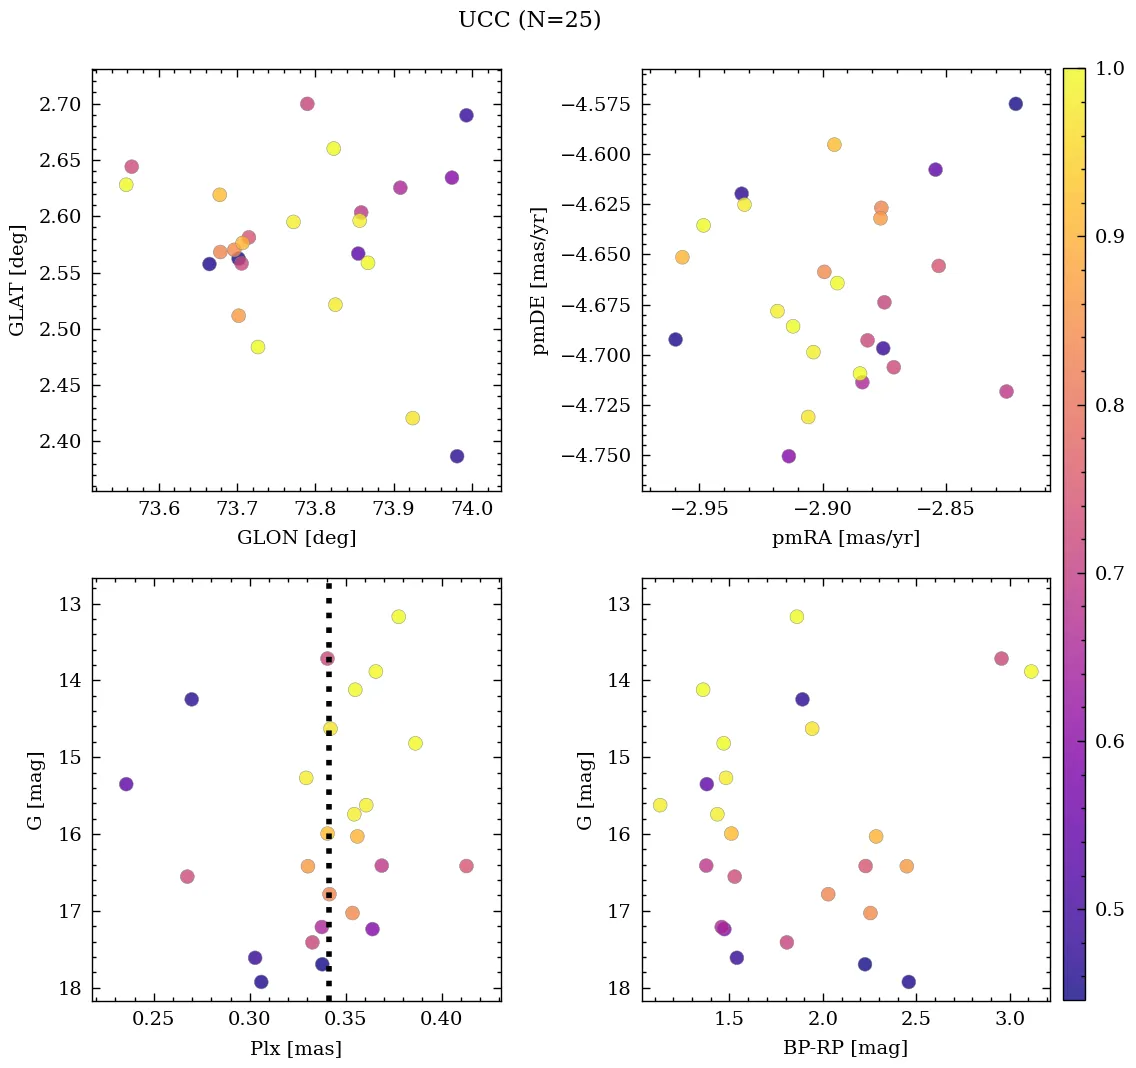 UCC (N=25)
2.70
2.65
2.60
2.55
2.50
2.45
2.40
GLAT [deg]
73.6 73.7 73.8 73.9 74.0
GLON [deg]
−4.575
−4.600
−4.625
−4.650
−4.675
−4.700
−4.725
−4.750
pmDE [mas/yr]
−2.95 −2.90 −2.85
pmRA [mas/yr]
1.0
0.9
0.8
0.7
0.6
0.5
13
14
15
16
17
18
G [mag]
0.25 0.30 0.35 0.40
Plx [mas]
13
14
15
16
17
18
G [mag]
1.5 2.0 2.5 3.0
BP-RP [mag]